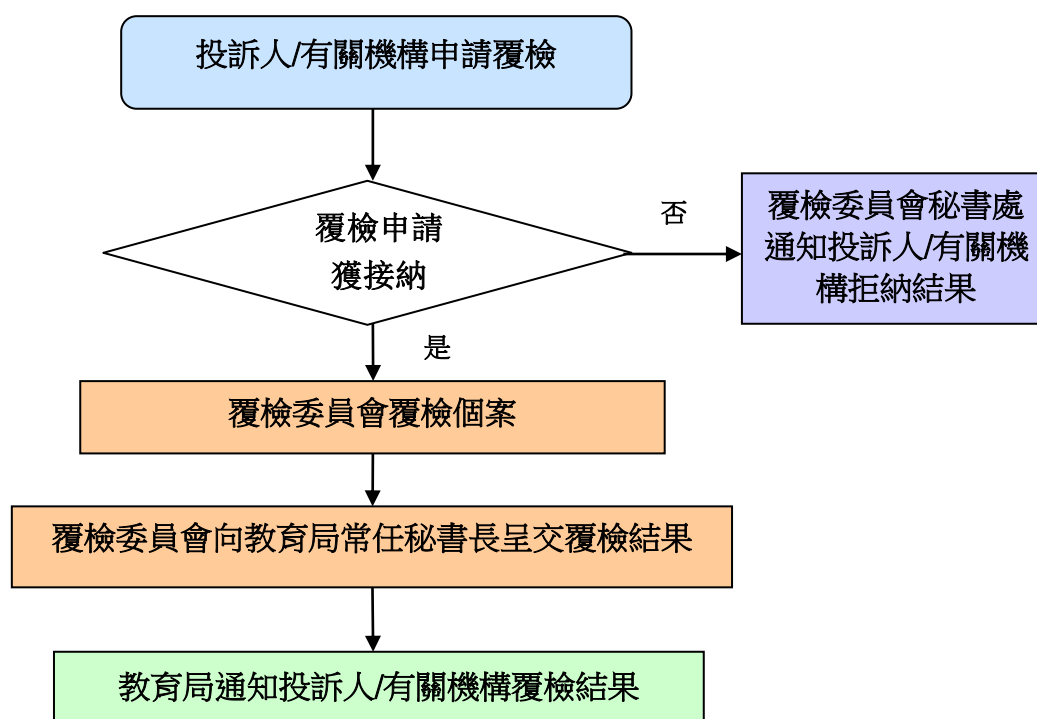 投訴人/有關機構申請覆檢
覆檢申請
獲接納
否
覆檢委員會秘書處
通知投訴人/有關機
構拒納結果
是
覆檢委員會覆檢個案
覆檢委員會向教育局常任秘書長呈交覆檢結果
教育局通知投訴人/有關機構覆檢結果